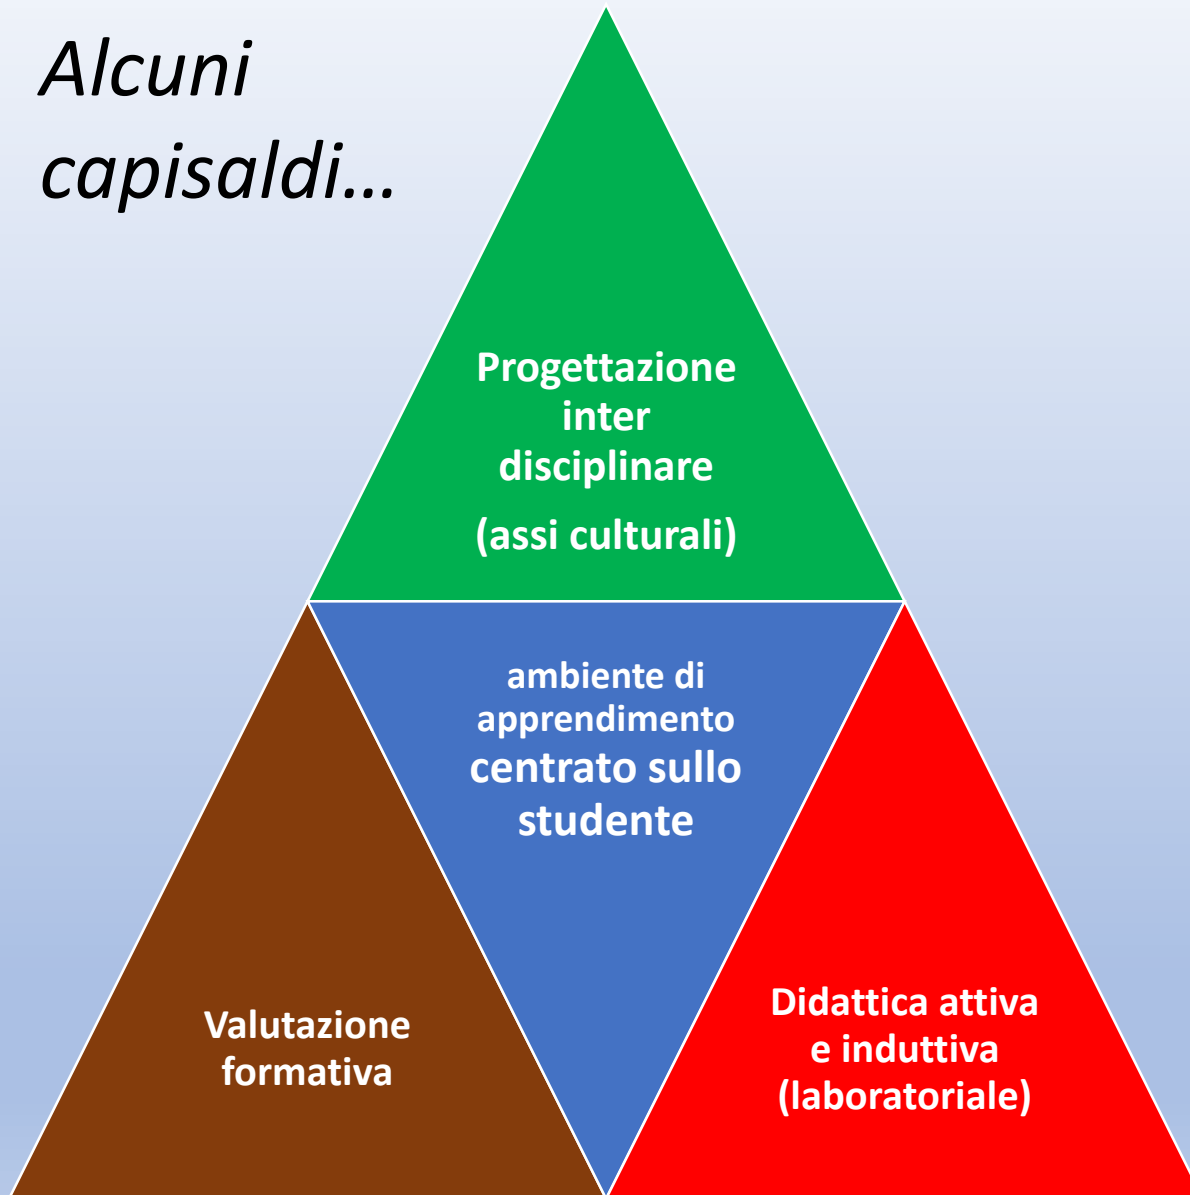 Alcuni
capisaldi...
Progettazione
inter
disciplinare
(assi culturali)
ambiente di
apprendimento
centrato sullo
studente
Valutazione
formativa
Didattica attiva
e induttiva
(laboratoriale)